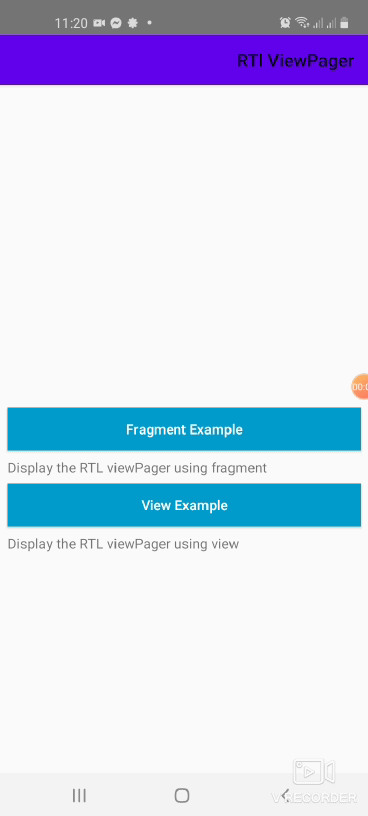 11:20
RTl ViewPager
00:0
Fragment Example
Display the RTL viewPager using fragment
View Example
Display the RTL viewPager using view
V RECORDER